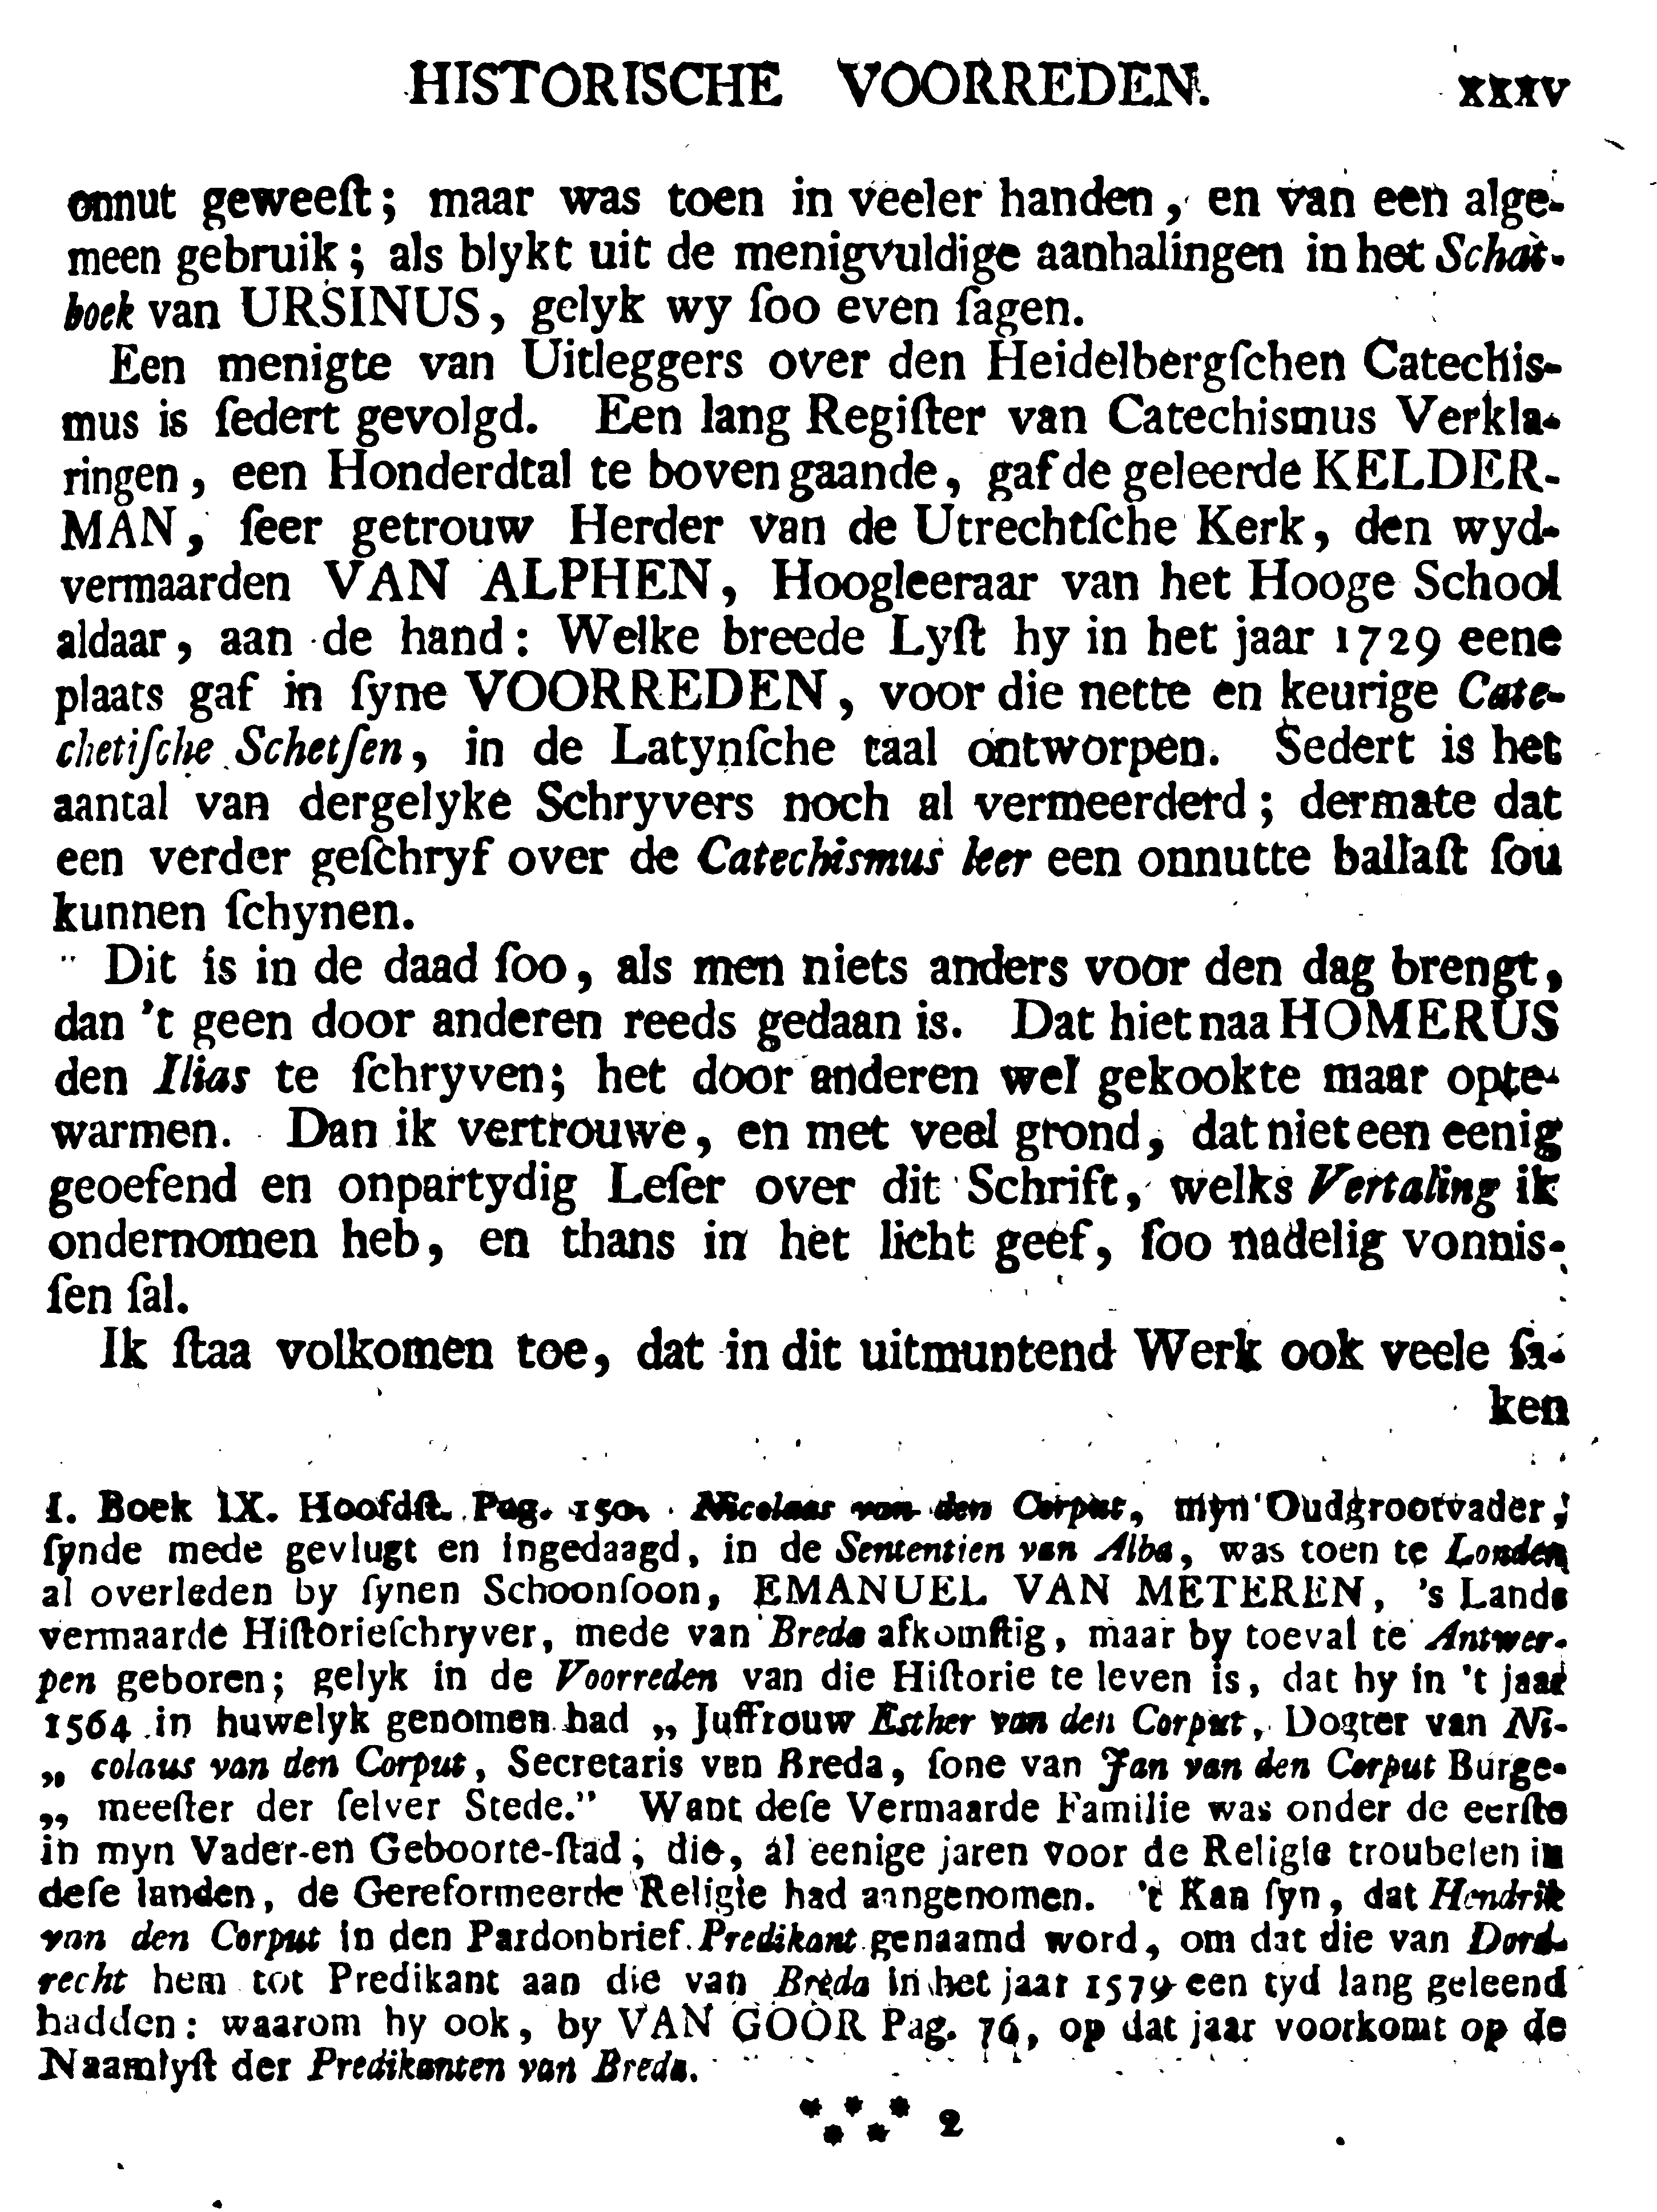 HISTORISCHE VOORREDEN. xxxv
onnut geweeſt; maar was toen in veeler handen, en van een alge-
meen gebruik; als blykt uit de menigvuldige aanhalingen in het Schat-
boek van URSINUS, gelyk wy ſoo even ſagen.
Een menigte van Uitleggers over den Heidelbergſchen Catechis-
mus is ſedert gevolgd. Een lang Regiſter van Catechismus Verkla-
ringen, een Honderdtal te boven gaande, gaf de geleerde KELDER-
MAN, ſeer getrouw Herder van de Utrechtſche Kerk, den wyd-
vermaarden VAN ALPHEN, Hoogleeraar van het Hooge School
aldaar, aan de hand: Welke breede Lyſt hy in het jaar 1729 eene
plaats gaf in ſyne VOORREDEN, voor die nette en keurige Cate-
chetiſche Schetſen, in de Latynſche taal ontworpen. Sedert is het
aantal van dergelyke Schryvers noch al vermeerderd; dermate dat
een verder geſchryf over de Catechismus leer een onnutte ballaſt ſou
kunnen ſchynen.
Dit is in de daad ſoo, als men niets anders voor den dag brengt,
dan 't geen door anderen reeds gedaan is. Dat hiet naa HOMERUS
den Ilias te ſchryven; het door anderen wel gekookte maar opte-
warmen. Dan ik vertrouwe, en met veel grond, dat niet een eenig
geoefend en onpartydig Leſer over dit Schrift, welks Vertaling ik
ondernomen heb, en thans in het licht geef, ſoo nadelig vonnis-
ſen ſal.
Ik ſtaa volkomen toe, dat in dit uitmuntend Werk ook veele ſa-
ken
I. Boek IX. Hoofdſt. Pag. 150. Nicolaas van den Corput, myn Oudgrootvader,
ſynde mede gevlugt en ingedaagd, in de Sententien van Alba, was toen te Londen
al overleden by ſynen Schoonſoon, EMANUEL VAN METEREN, 's Lands
vermaarde Hiſtorieſchryver, mede van Breda afkomſtig, maar by toeval te Antwer-
pen geboren; gelyk in de Voorreden van die Hiſtorie te leven is, dat hy in 't jaar
1564 in huwelyk genomen had „ Juffrouw Esther van den Corput, Dogter van Ni-
„ colaus van den Corput, Secretaris van Breda, ſone van Jan van den Corput Burge-
„ meeſter der ſelver Stede." Want deſe Vermaarde Familie was onder de eerſte
in myn Vader-en Geboorte-ſtad; die, al eenige jaren voor de Religie troubelen in
deſe landen, de Gereformeerde Religie had aangenomen. 't Kan ſyn, dat Hendrik
van den Corput in den Pardonbrief Predikant genaamd word, om dat die van Dord-
recht hem tot Predikant aan die van Breda in het jaar 1579 een tyd lang geleend
hadden: waarom hy ook, by VAN GOOR Pag. 76, op dat jaar voorkomt op de
Naamlyſt der Predikanten van Breda.
***** 2